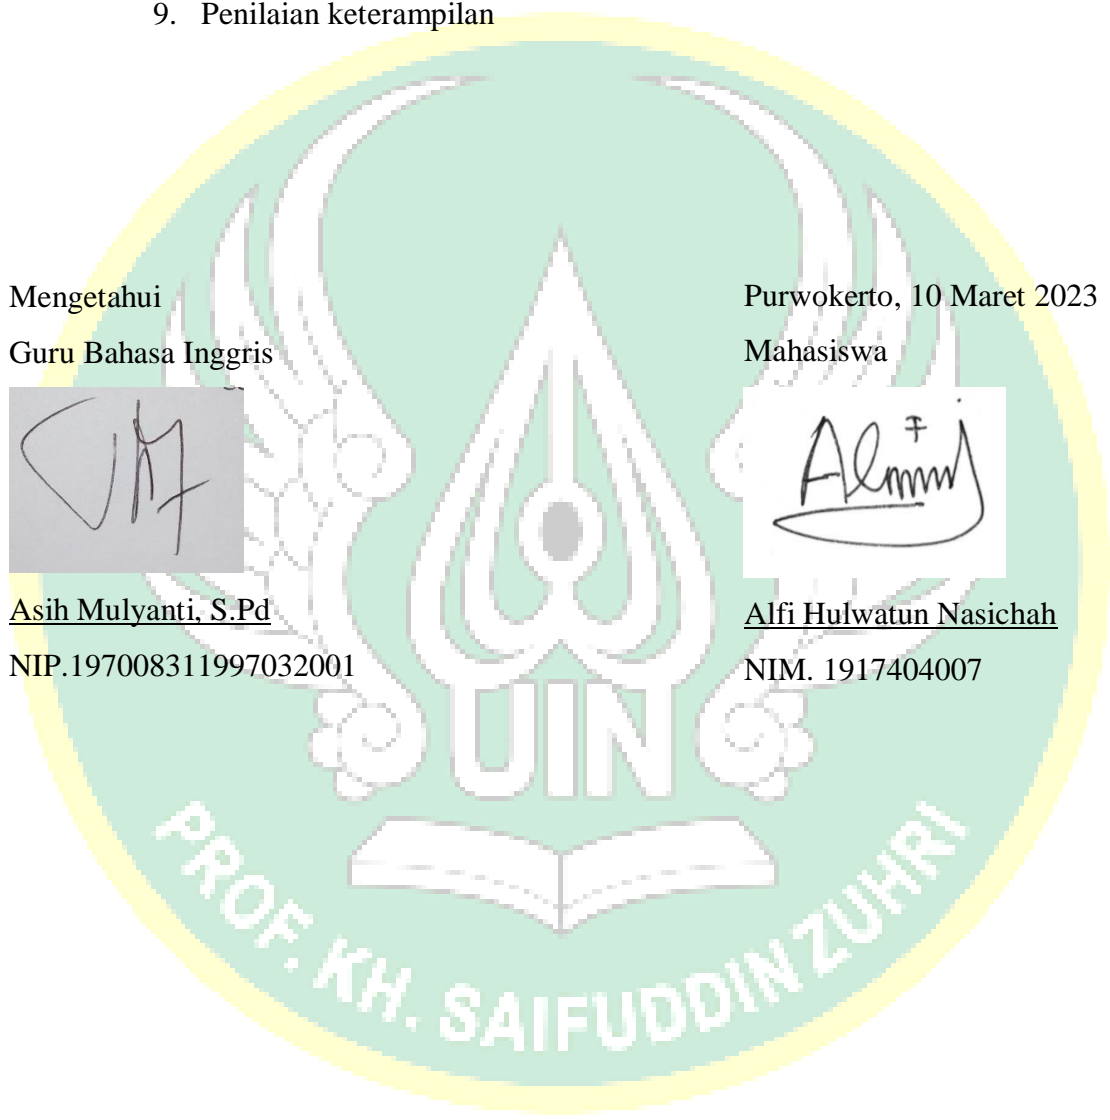 9. Penilaian keterampilan
Mengetahui
Guru Bahasa Inggris
Asih Mulyanti, S.Pd
NIP.197008311997032001
Purwokerto, 10 Maret 2023
Mahasiswa
Alfi Hulwatun Nasichah
NIM. 1917404007
UIN
PROF. KH. SAIFUDDIN ZUHRI